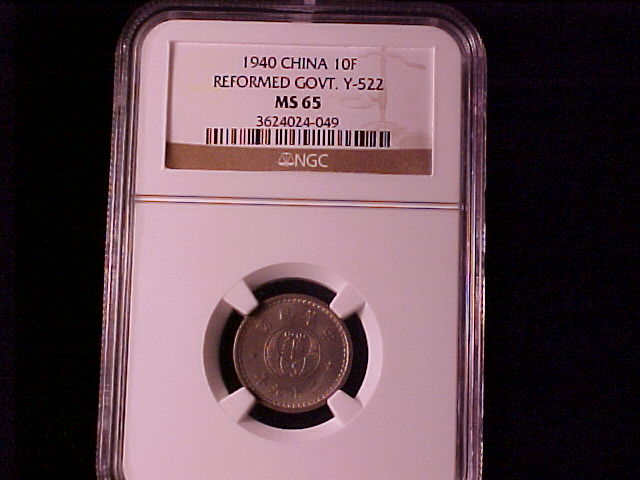 1940 CHINA 10F
REFORMED GOVT. Y-522
MS 65
3624024-049
NGC